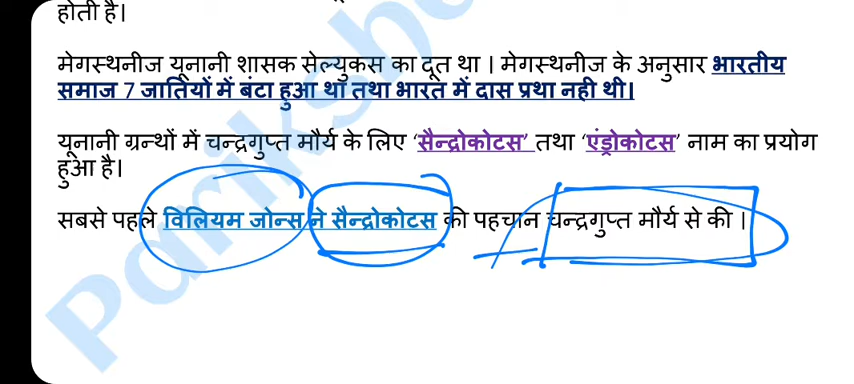 होती है।
मेगस्थनीज यूनानी शासक सेल्युकस का दूत था | मेगस्थनीज के अनुसार भारतीय
समाज 7 जातियों में बंटा हुआ था तथा भारत में दास प्रथा नही थी।
यूनानी ग्रन्थों में चन्द्रगुप्त मौर्य के लिए ‘सैन्द्रोकोटस’ तथा ‘एंड्रोकोटस’ नाम का प्रयोग
हुआ है।
सबसे पहले विलियम जोन्स ने सैन्द्रोकोटस की पहचान चन्द्रगुप्त मौर्य से की ।